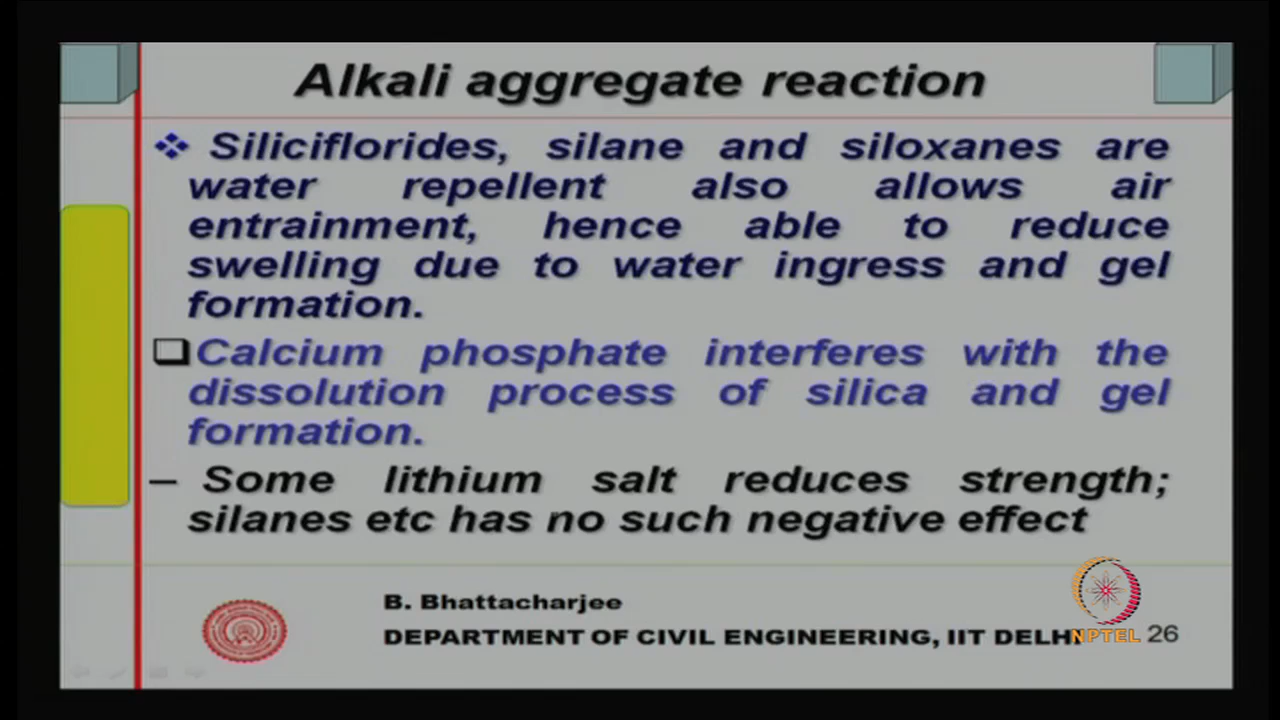 Alkali aggregate reaction
Siliciflorides, silane and siloxanes are
water repellent also allows air
entrainment, hence able to reduce
swelling due to water ingress and gel
formation.
Calcium phosphate interferes with the
dissolution process of silica and gel
formation.
– Some lithium salt reduces strength;
silanes etc has no such negative effect
B. Bhattacharjee
DEPARTMENT OF CIVIL ENGINEERING, IIT DELHI
NPTEL 26